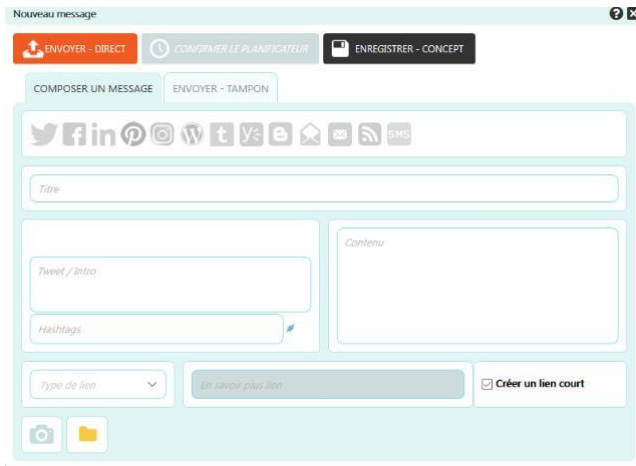 Nouveau message
ENVOYER - DIRECT
CONFIRMER LE PLANIFICATEUR
ENREGISTRER - CONCEPT
COMPOSER UN MESSAGE
ENVOYER - TAMPON
SMS
Titre
Contenu
Tweet / Intro
Hashtags
Type de lien
En savoir plus lien
Créer un lien court